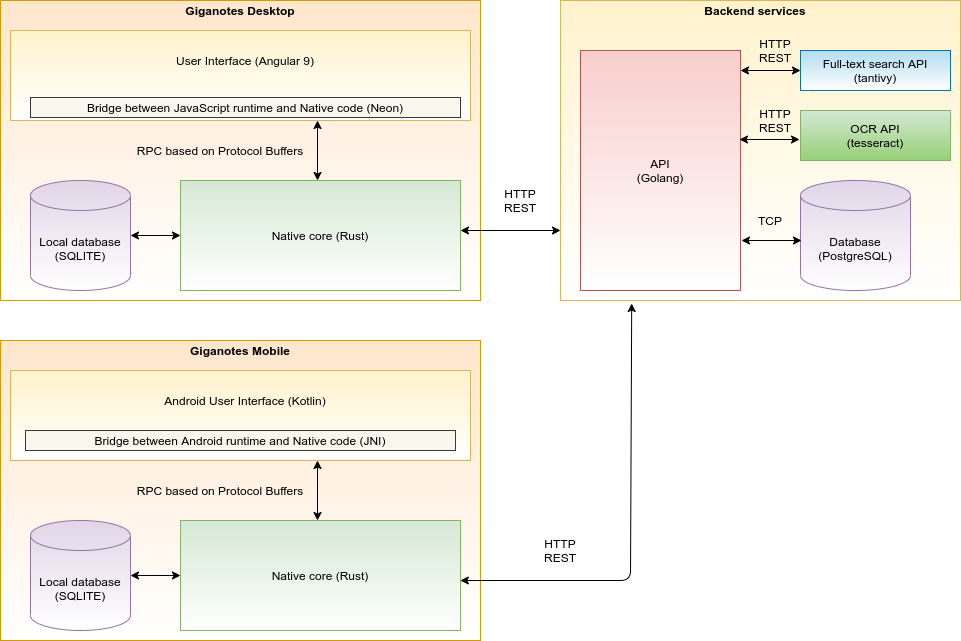 Giganotes Desktop
User Interface (Angular 9)
Bridge between JavaScript runtime and Native code (Neon)
RPC based on Protocol Buffers
Local database
(SQLITE)
Native core (Rust)
HTTP
REST
Backend services
API
(Golang)
HTTP
REST
Full-text search API
(tantivy)
HTTP
REST
OCR API
(tesseract)
TCP
Database
(PostgreSQL)
Giganotes Mobile
Android User Interface (Kotlin)
Bridge between Android runtime and Native code (JNI)
RPC based on Protocol Buffers
Local database
(SQLITE)
Native core (Rust)
HTTP
REST